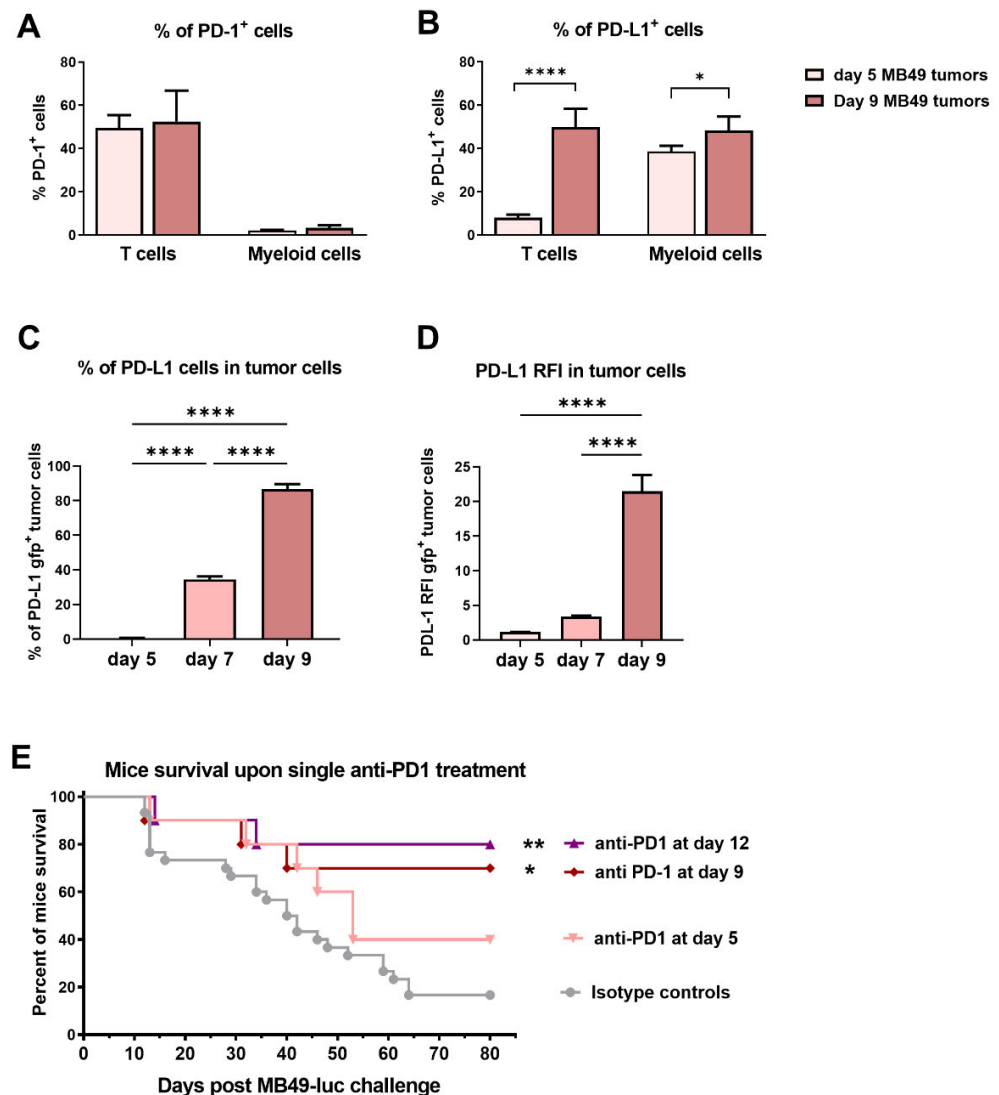 A
% of PD-1+ cells
% PD-1+ cells
80
60
40
20
0
T cells
Myeloid cells
B
% of PD-L1+ cells
% PD-L1+ cells
80
60
40
20
0
****
*
T cells
Myeloid cells
day 5 MB49 tumors
Day 9 MB49 tumors
C
% of PD-L1 cells in tumor cells
% of PD-L1 gfp+ tumor cells
****
**** ****
100
80
60
40
20
0
day 5 day 7 day 9
D
PD-L1 RFI in tumor cells
PDL-1 RFI gfp+ tumor cells
****
****
25
20
15
10
5
0
day 5 day 7 day 9
E
Mice survival upon single anti-PD1 treatment
Percent of mice survival
100
80
60
40
20
0
0 10 20 30 40 50 60 70 80
Days post MB49-luc challenge
** anti-PD1 at day 12
* anti PD-1 at day 9
anti-PD1 at day 5
Isotype controls